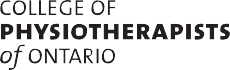 COLLEGE OF
PHYSIOTHERAPISTS
of ONTARIO